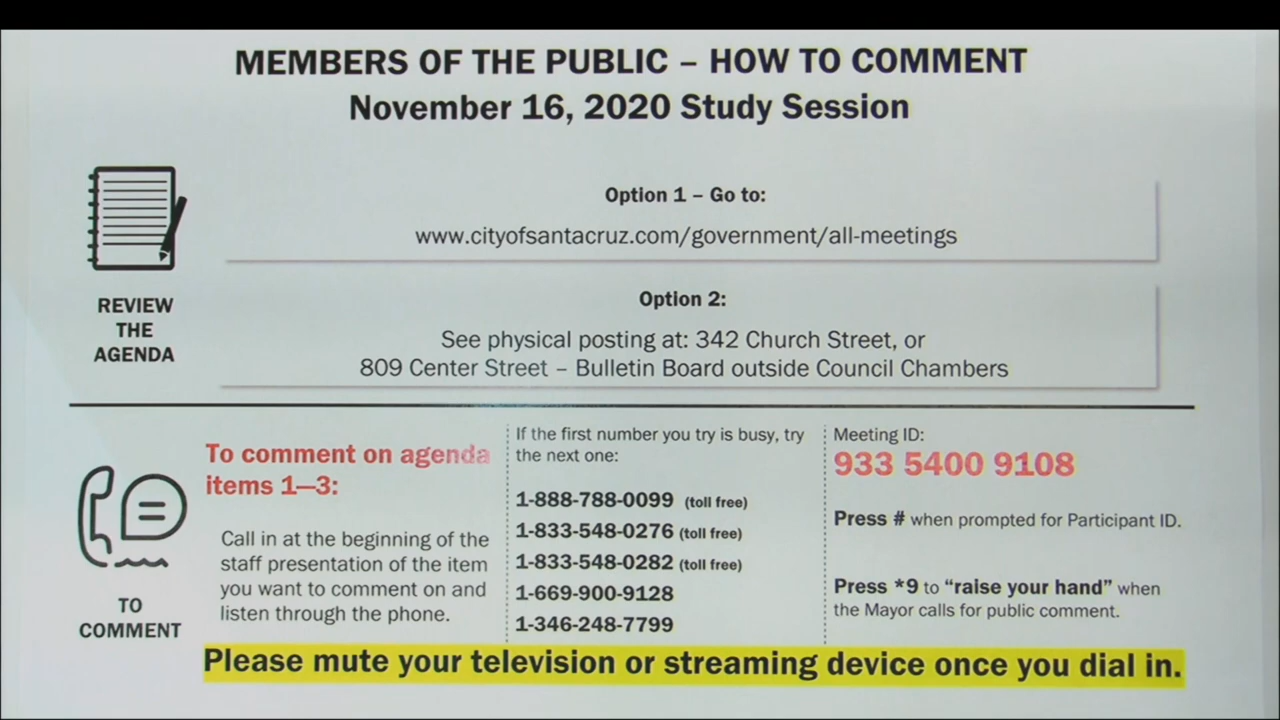 MEMBERS OF THE PUBLIC – HOW TO COMMENT
November 16, 2020 Study Session
REVIEW
THE
AGENDA
Option 1 – Go to:
www.cityofsantacruz.com/government/all-meetings
Option 2:
See physical posting at: 342 Church Street, or
809 Center Street – Bulletin Board outside Council Chambers
TO
COMMENT
To comment on agenda
items 1—3:
Call in at the beginning of the
staff presentation of the item
you want to comment on and
listen through the phone.
If the first number you try is busy, try
the next one:
1-888-788-0099 (toll free)
1-833-548-0276 (toll free)
1-833-548-0282 (toll free)
1-669-900-9128
1-346-248-7799
Meeting ID:
933 5400 9108
Press # when prompted for Participant ID.
Press *9 to “raise your hand” when
the Mayor calls for public comment.
Please mute your television or streaming device once you dial in.